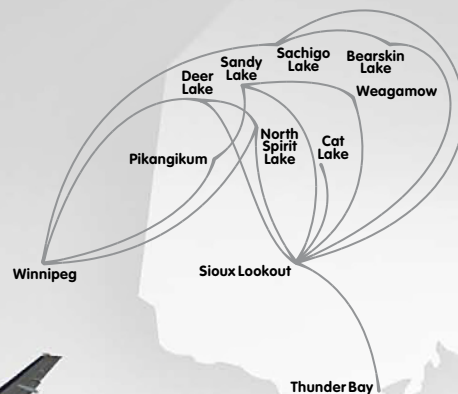 Sachigo
Lake
Bearskin
Lake
Sandy
Lake
Deer
Lake
Weagamow
North
Spirit
Lake
Cat
Lake
Pikangikum
Winnipeg
Sioux Lookout
Thunder Bay